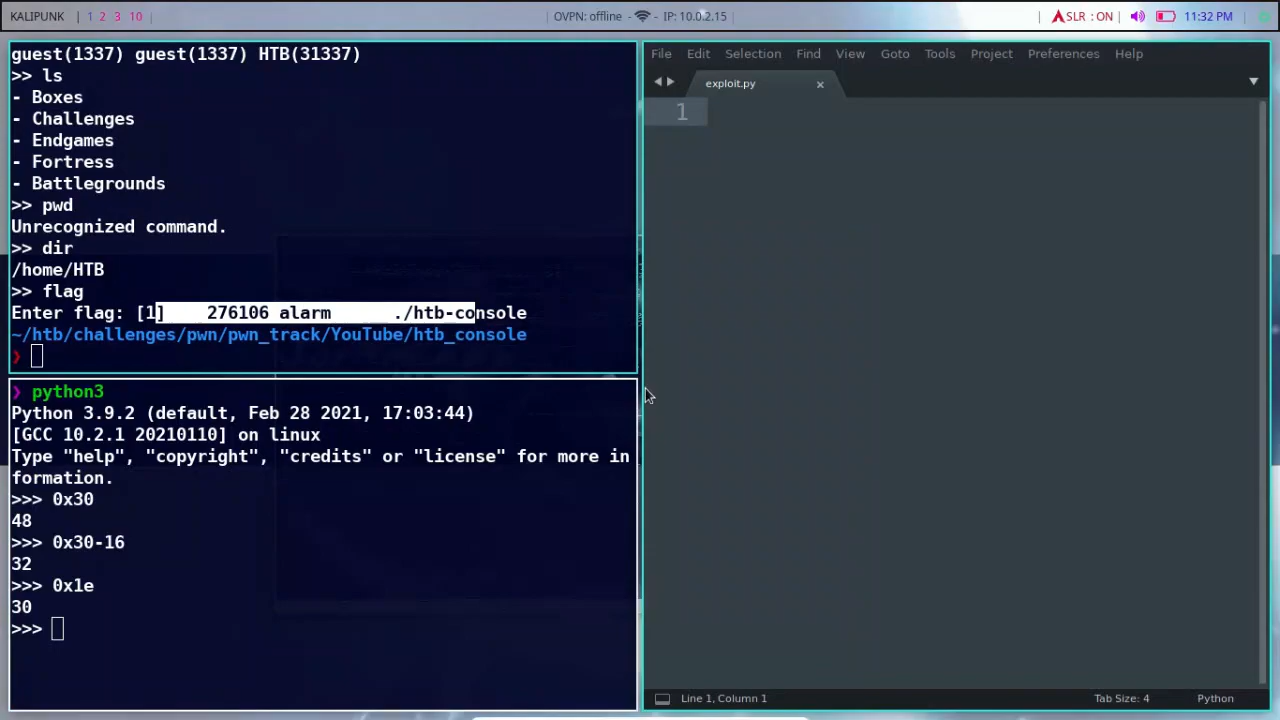 KALIPUNK | 1 2 3 10
OVPN: offline - - IP: 10.0.2.15
| SLR : ON |
11:32 PM
guest(1337) guest(1337) HTB(31337)
>> ls
- Boxes
- Challenges
- Endgames
- Fortress
- Battlegrounds
>> pwd
Unrecognized command.
>> dir
/home/HTB
>> flag
Enter flag: [1]    276106 alarm      ./htb-console
~/htb/challenges/pwn/pwn_track/YouTube/htb_console
❯
❯ python3
Python 3.9.2 (default, Feb 28 2021, 17:03:44)
[GCC 10.2.1 20210110] on linux
Type "help", "copyright", "credits" or "license" for more in
formation.
>>> 0x30
48
>>> 0x30-16
32
>>> 0x1e
30
>>>
File Edit Selection Find View Goto Tools Project Preferences Help
exploit.py
1
Line 1, Column 1
Tab Size: 4
Python